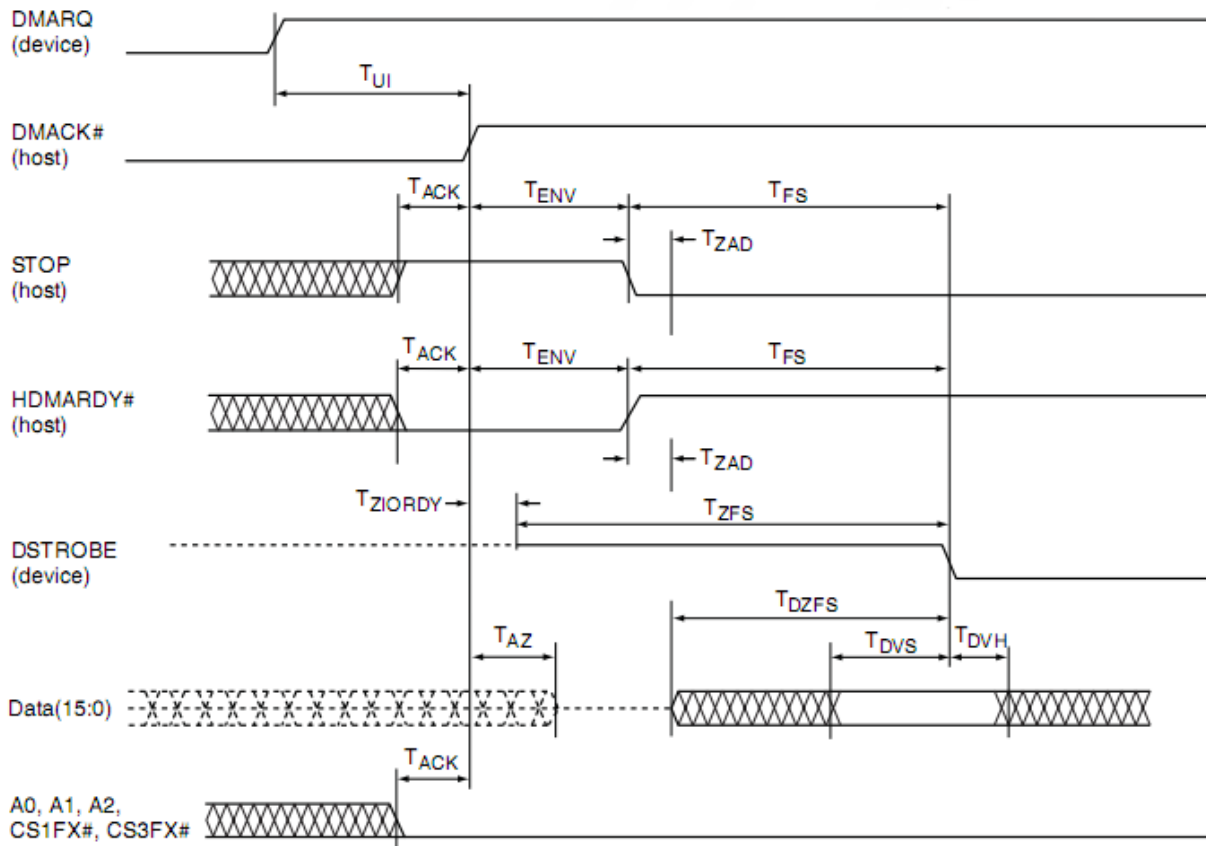 DMARQ
(device)
TUI
DMACK#
(host)
TACK TENV TFS
TZAD
STOP
(host)
TACK TENV TFS
HDMARDY#
(host)
TZAD
TZIORDY TZFS
DSTROBE
(device)
TDZFS
TAZ TDVS TDVH
Data(15:0)
TACK
A0, A1, A2,
CS1FX#, CS3FX#